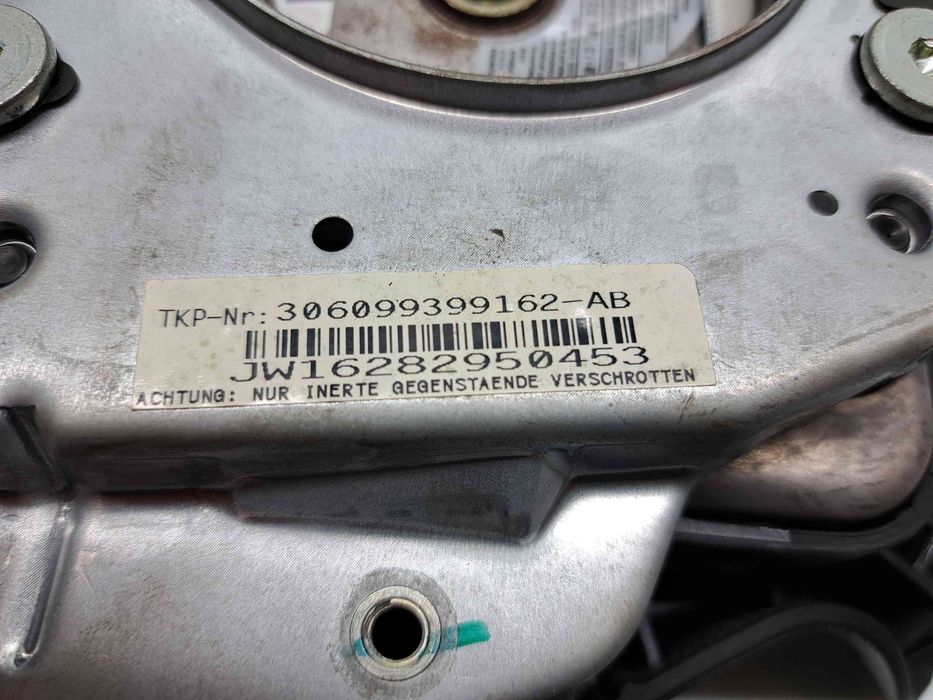 TKP-Nr: 306099399162-AB
JW16282950453
ACHTUNG: NUR INERTE GEGENSTAENDE VERSCHROTTEN